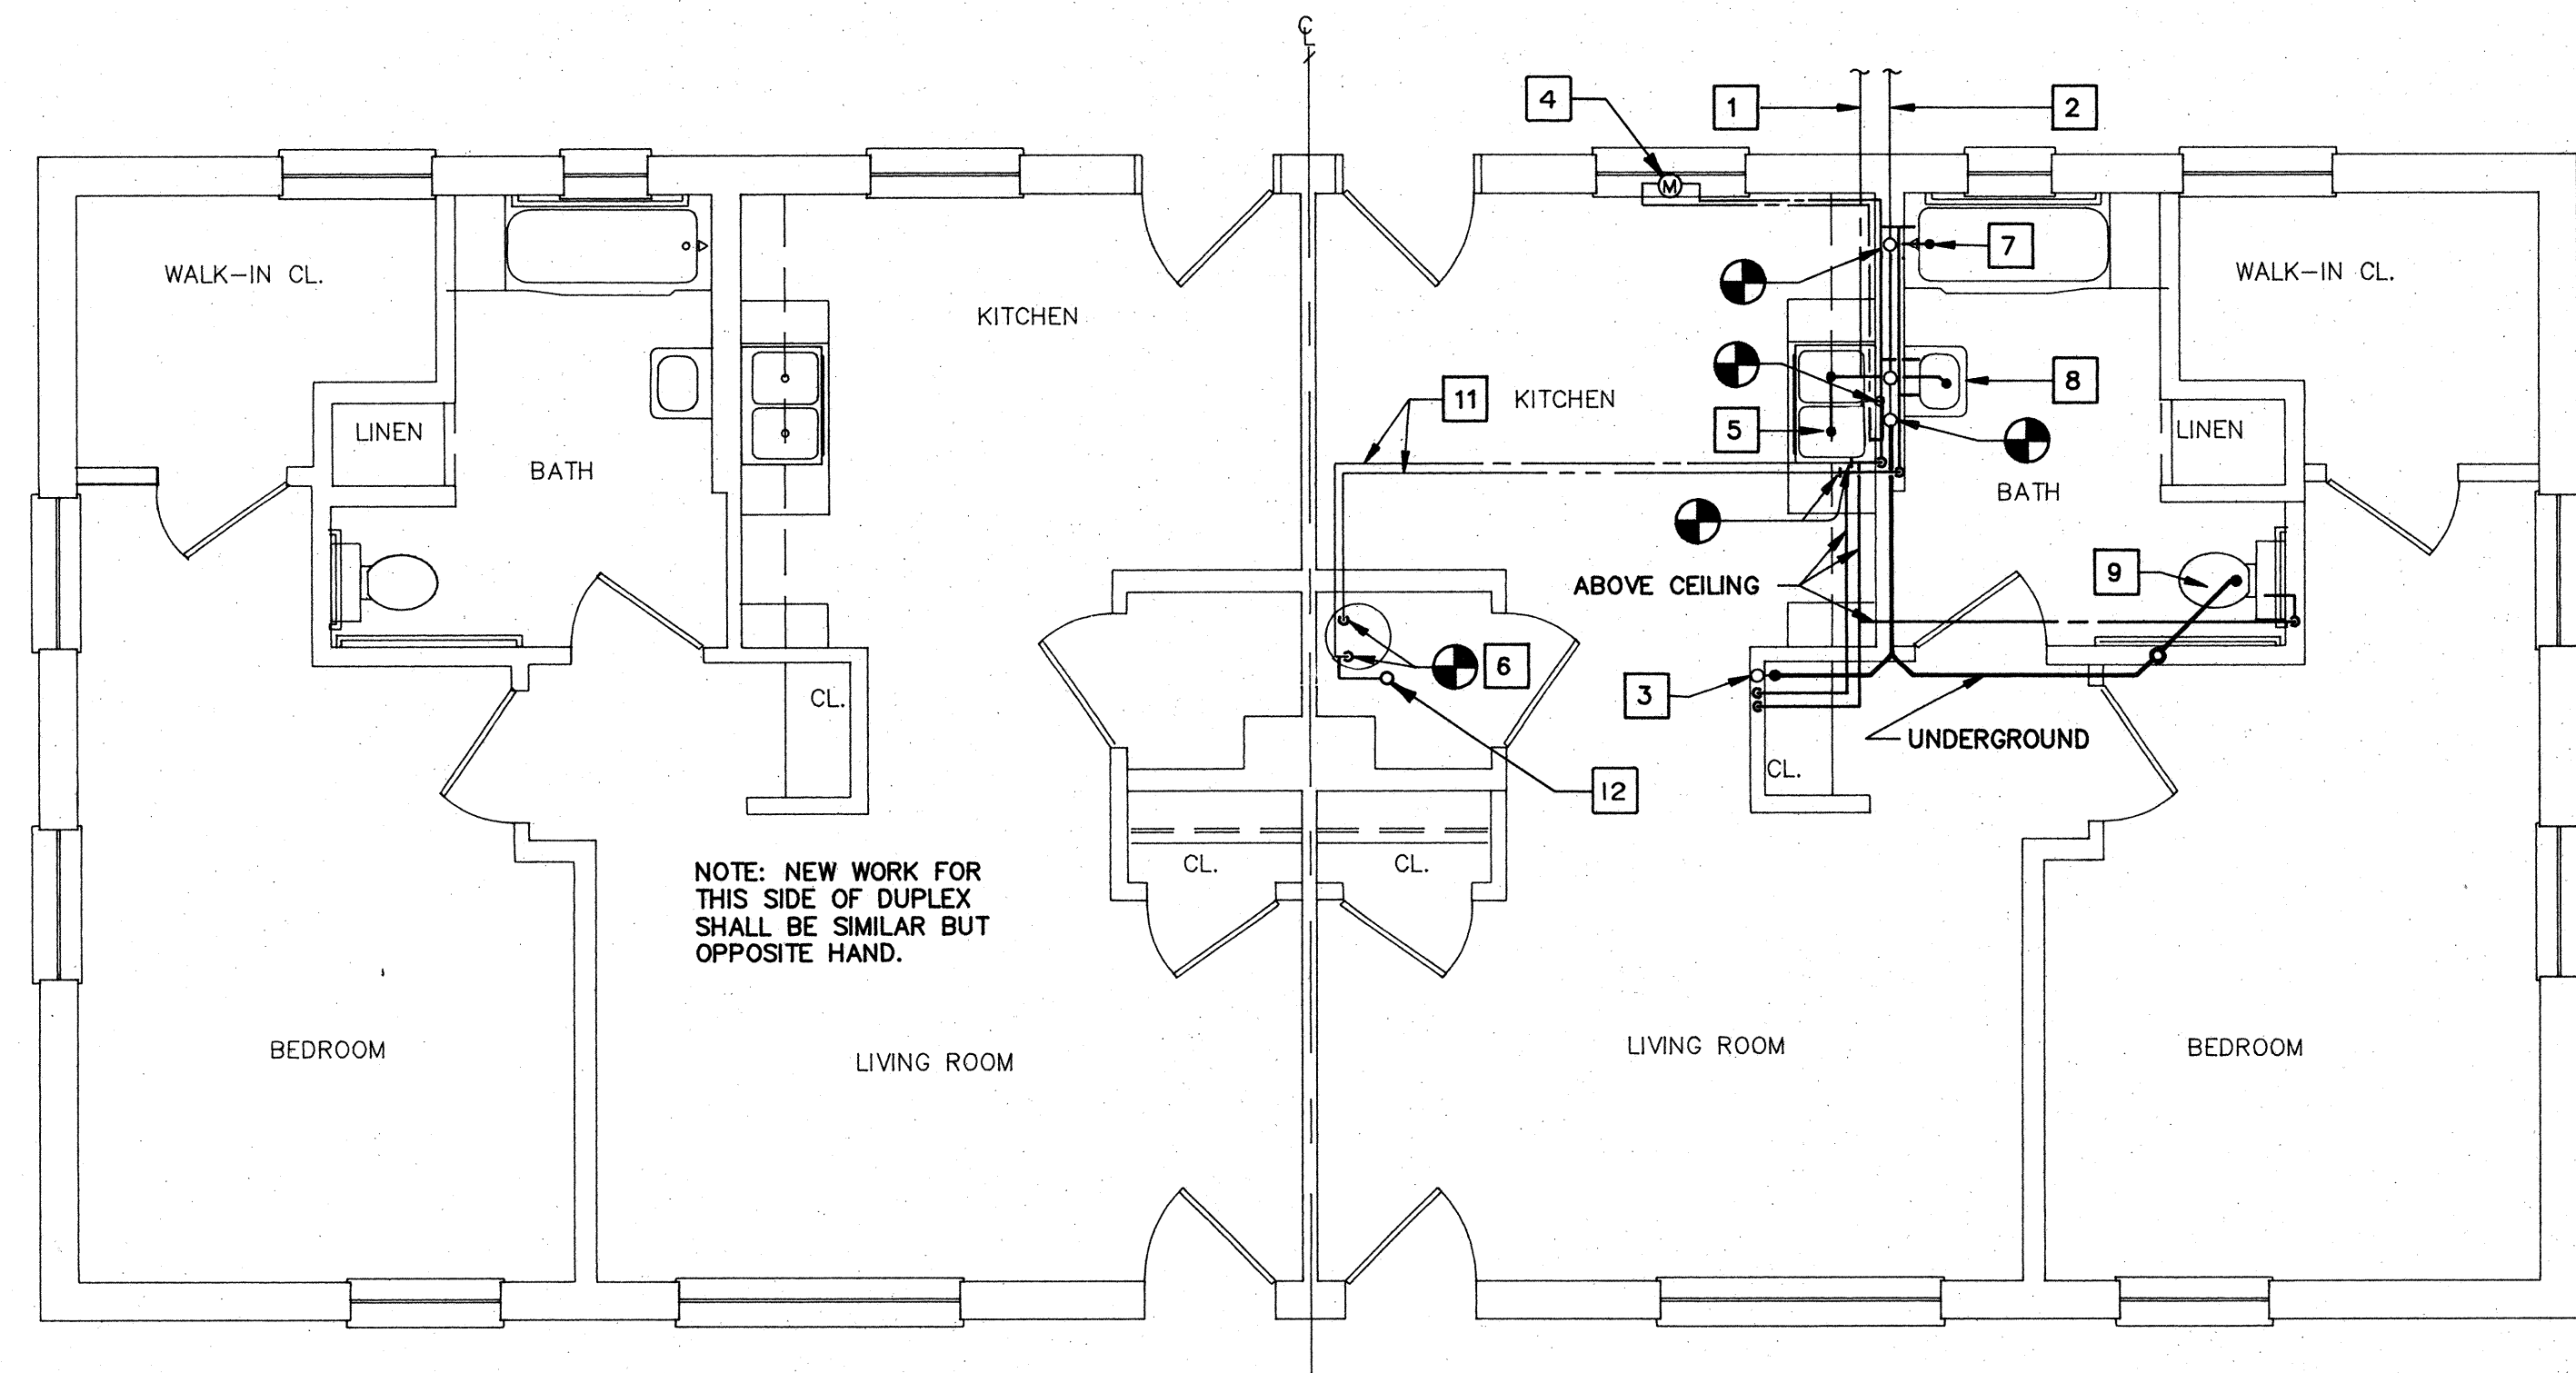 CL
4
1
2
7
WALK-IN CL.
WALK-IN CL.
KITCHEN
M
8
11
KITCHEN
5
LINEN
LINEN
BATH
BATH
ABOVE CEILING
9
6
3
CL.
UNDERGROUND
CL.
12
CL.
CL.
NOTE: NEW WORK FOR
THIS SIDE OF DUPLEX
SHALL BE SIMILAR BUT
OPPOSITE HAND.
BEDROOM
LIVING ROOM
LIVING ROOM
BEDROOM